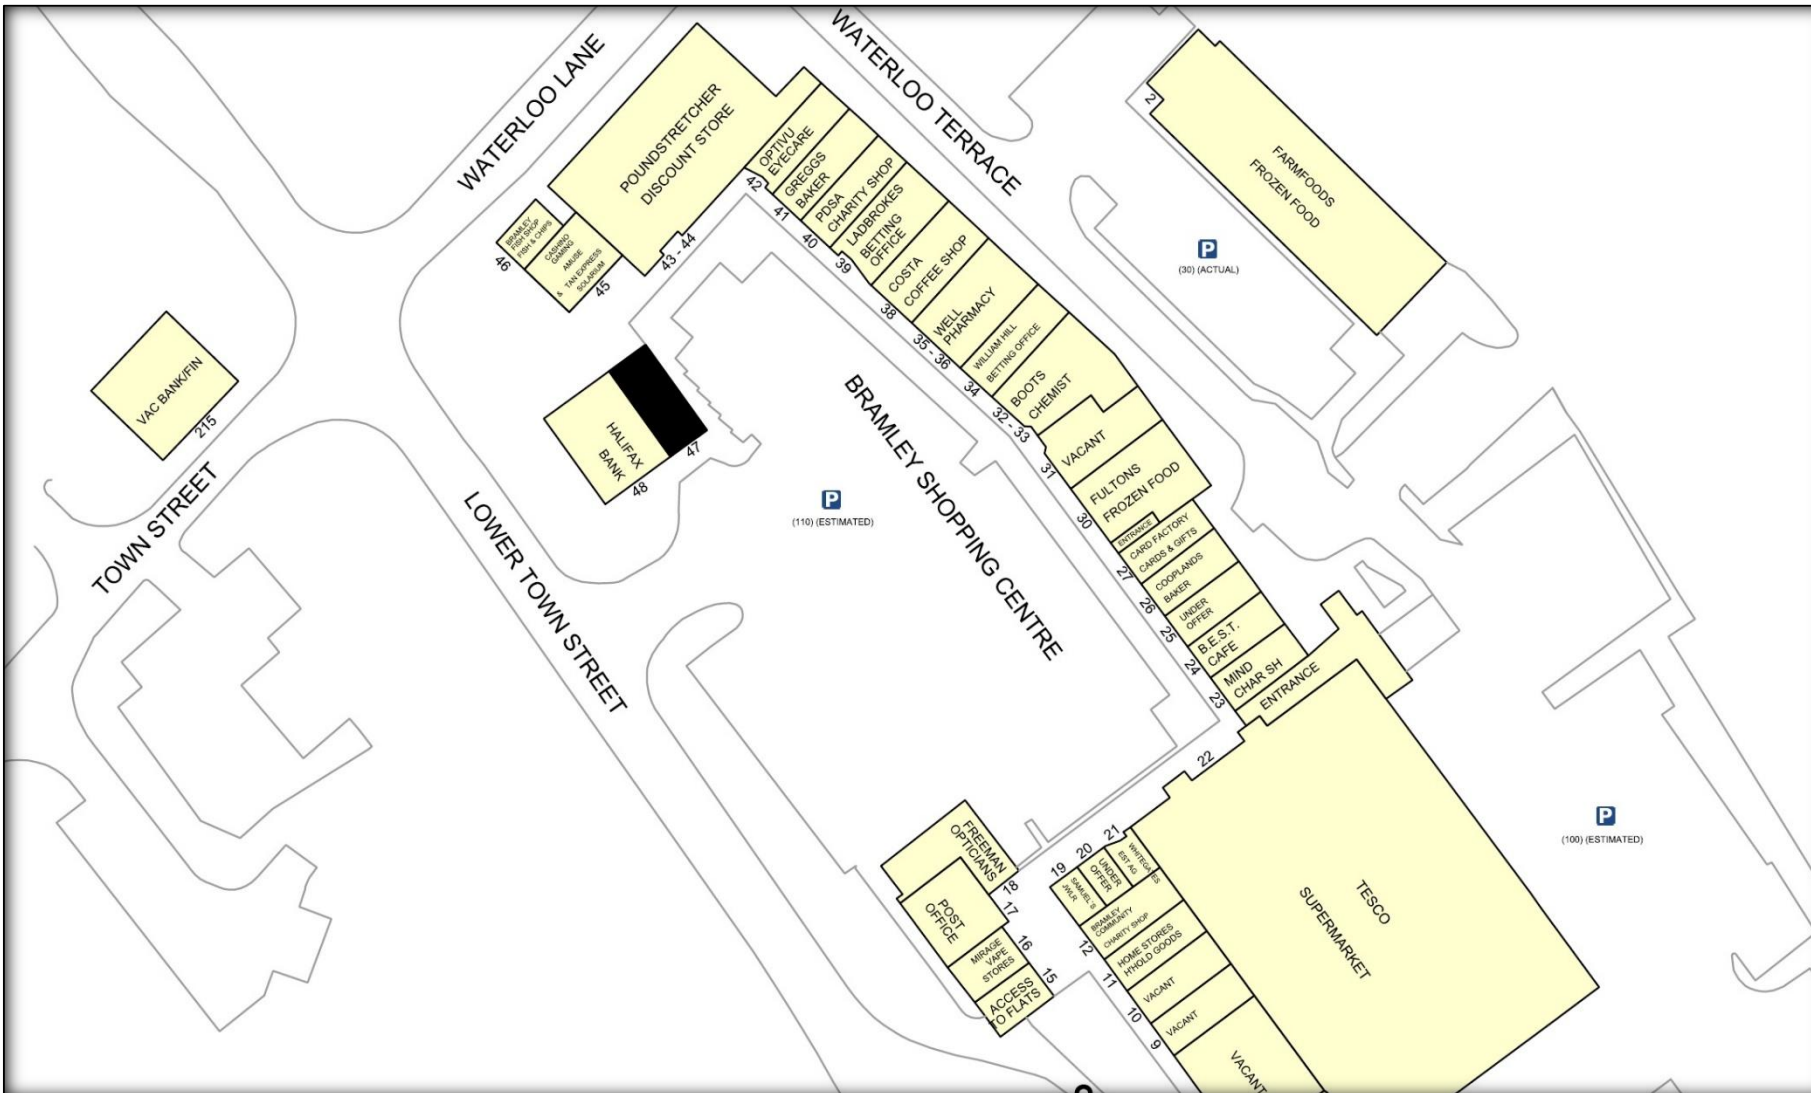 WATERLOO LANE
WATERLOO TERRACE
POUNDSTRETCHER
DISCOUNT STORE
43 - 44
BRAMLEY
FISH SHOP
FISH & CHIPS
46
CASHINO
GAMING
AMUSE
& TAN EXPRESS
SOLARIUM
45
OPTIVU
EYECARE
42
GREGGS
BAKER
41
PDSA
CHARITY SHOP
40
LADBROKES
BETTING
OFFICE
39
COSTA
COFFEE SHOP
38
WELL
PHARMACY
35 - 36
WILLIAM HILL
BETTING OFFICE
34
BOOTS
CHEMIST
32 - 33
VACANT
31
FULTONS
FROZEN FOOD
30
ENTRANCE
CARD FACTORY
CARDS & GIFTS
27
COOPLANDS
BAKER
26
UNDER
OFFER
25
B.E.S.T.
CAFE
24
MIND
CHAR SH
23
ENTRANCE
22
2
FARMFOODS
FROZEN FOOD
P
(30) (ACTUAL)
VAC BANK/FIN
215
TOWN STREET
HALIFAX
BANK
48
47
LOWER TOWN STREET
P
(110) (ESTIMATED)
BRAMLEY SHOPPING CENTRE
P
(100) (ESTIMATED)
TESCO
SUPERMARKET
FREEMAN
OPTICIANS
18
POST
OFFICE
17
MIRAGE
VAPE
STORES
16
ACCESS
TO FLATS
15
21
WHITEGATES
EST AG
20
UNDER
OFFER
19
SAMUEL'S
JWLR
BRAMLEY
COMMUNITY
CHARITY SHOP
12
HOME STORES
H'HOLD GOODS
11
VACANT
10
VACANT
9
VACANT